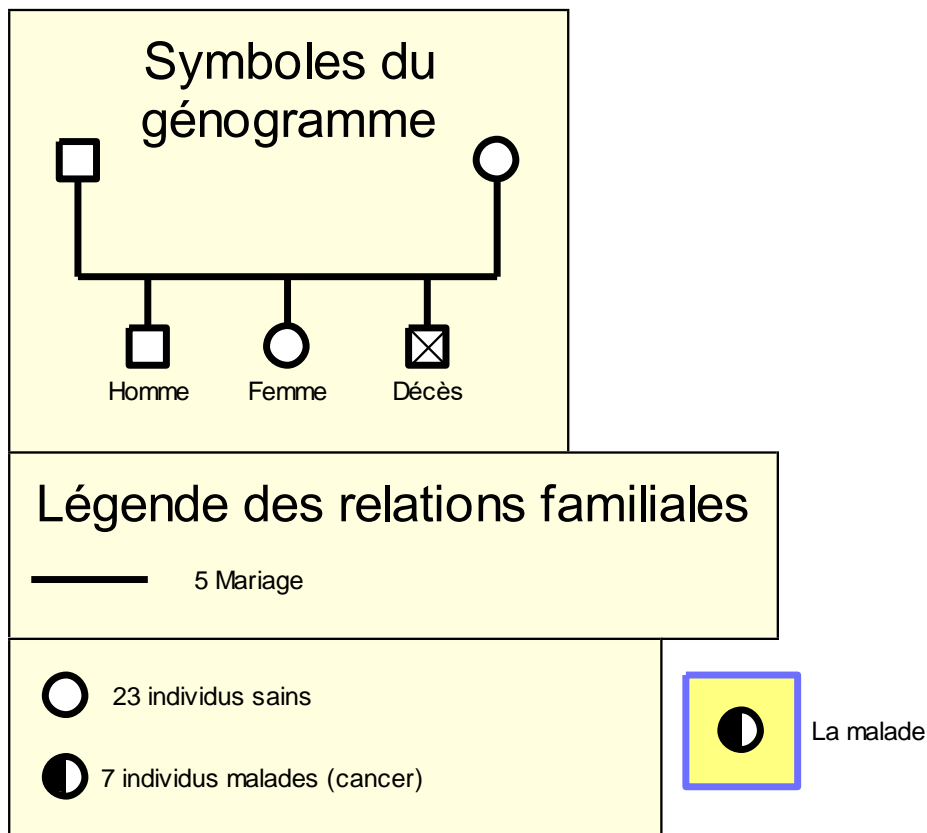 Symboles du
génogramme
Homme
Femme
Décès
Légende des relations familiales
5 Mariage
23 individus sains
7 individus malades (cancer)
La malade